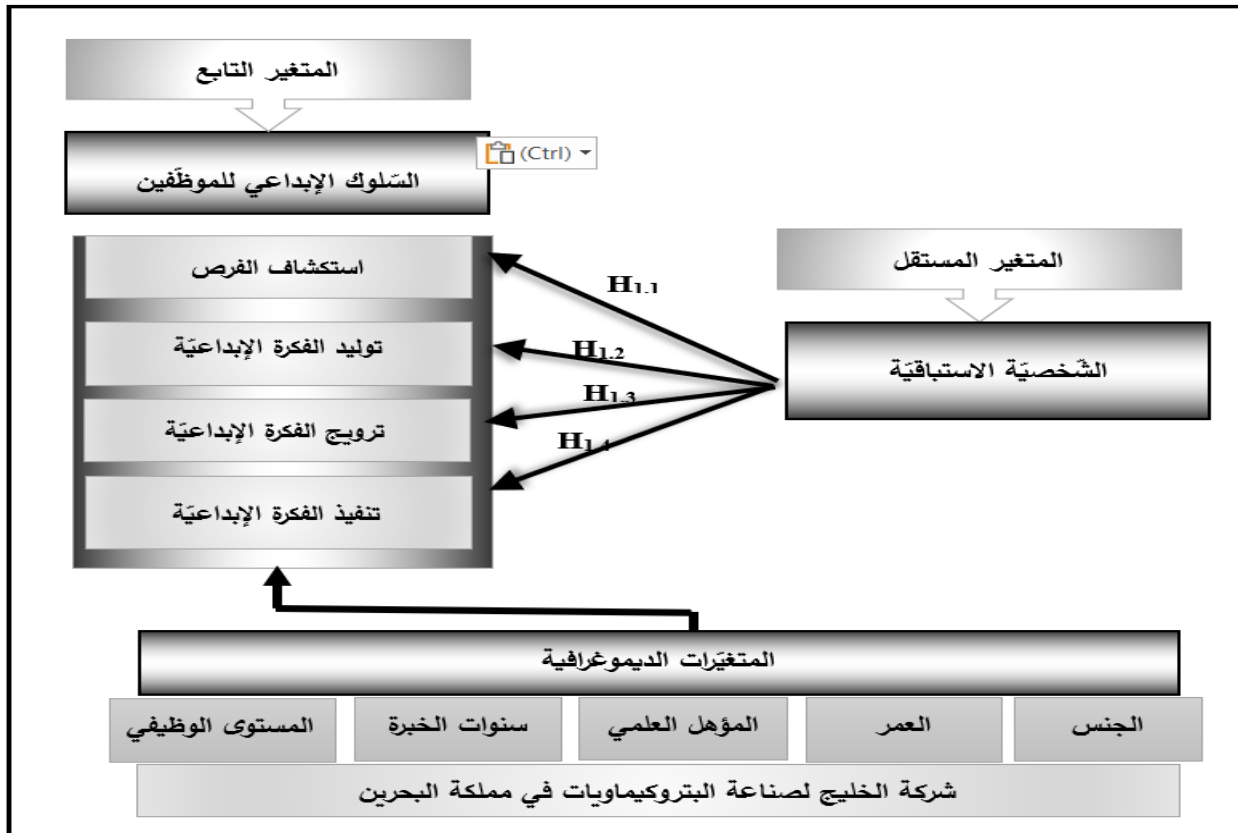 المتغير التابع
السّلوك الإبداعي للموظّفين
(Ctrl)
المتغير المستقل
الشّخصيّة الاستباقيّة
استكشاف الفرص
توليد الفكرة الإبداعيّة
ترويج الفكرة الإبداعيّة
تنفيذ الفكرة الإبداعيّة
H1.1
H1.2
H1.3
H1.4
المتغيّرات الديموغرافية
الجنس
العمر
المؤهل العلمي
سنوات الخبرة
المستوى الوظيفي
شركة الخليج لصناعة البتروكيماويات في مملكة البحرين